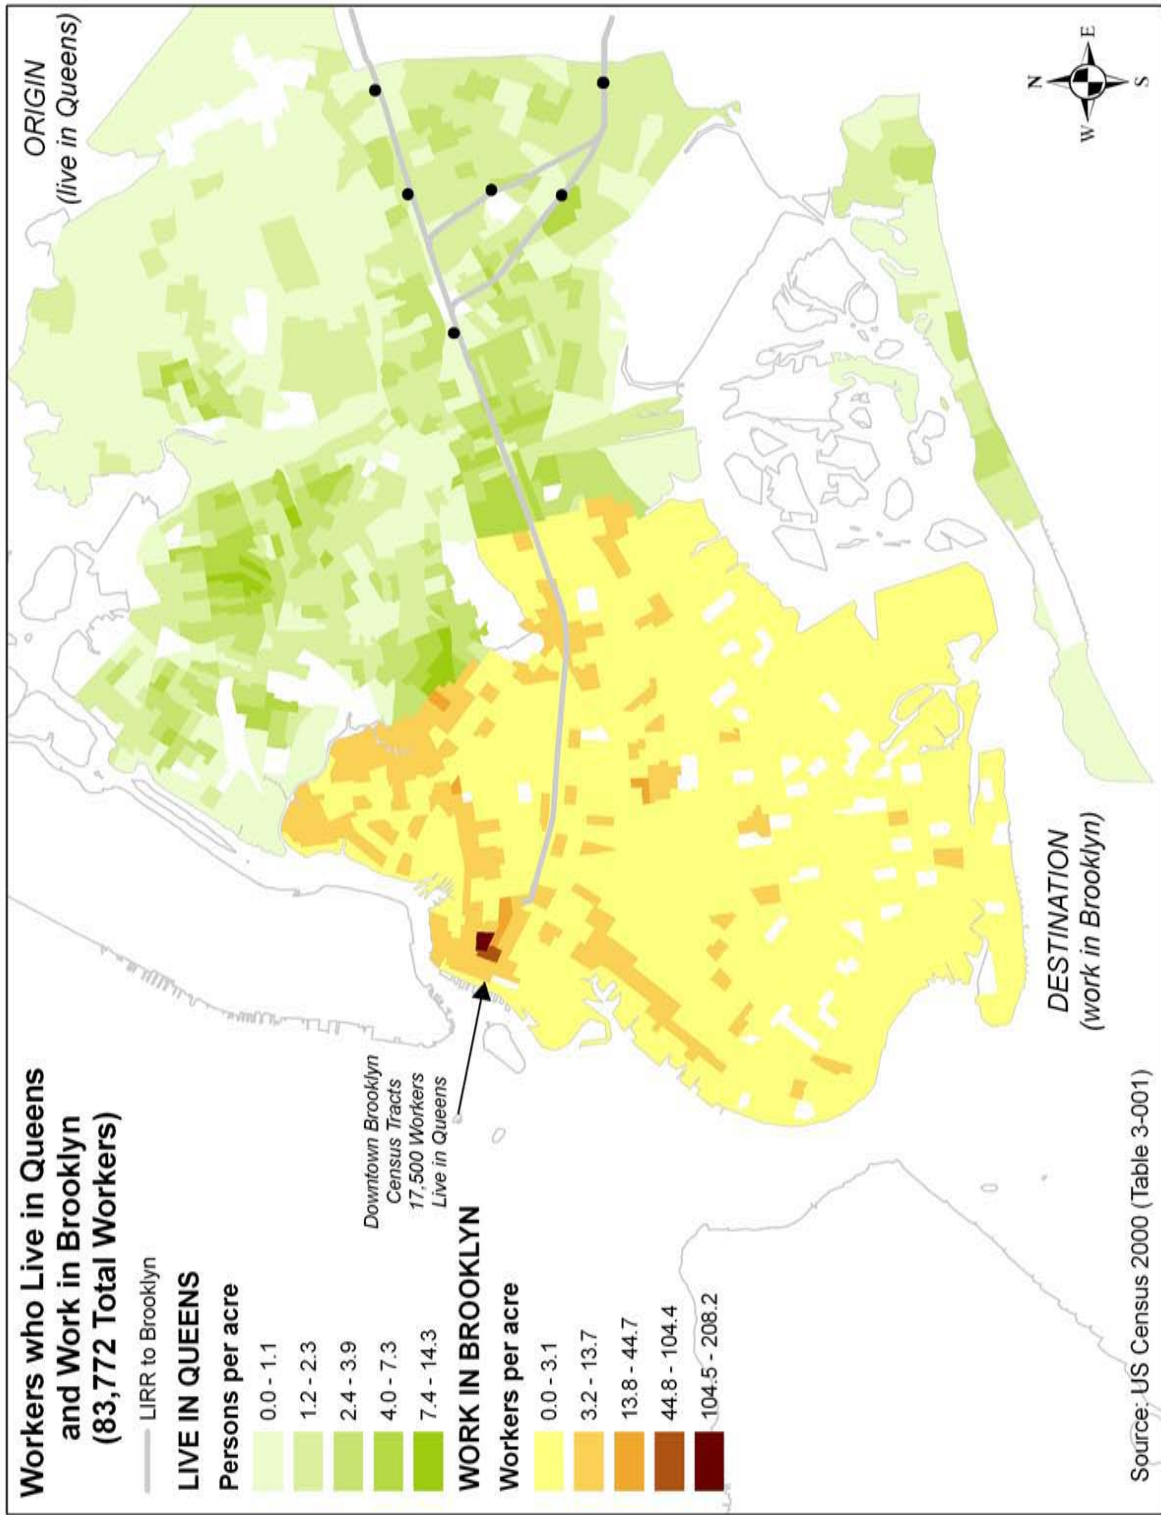 Workers who Live in Queens
and Work in Brooklyn
(83,772 Total Workers)
LIRR to Brooklyn
LIVE IN QUEENS
Persons per acre
0.0 - 1.1
1.2 - 2.3
2.4 - 3.9
4.0 - 7.3
7.4 - 14.3
WORK IN BROOKLYN
Workers per acre
0.0 - 3.1
3.2 - 13.7
13.8 - 44.7
44.8 - 104.4
104.5 - 208.2
Downtown Brooklyn
Census Tracts
17,500 Workers
Live in Queens
ORIGIN
(live in Queens)
DESTINATION
(work in Brooklyn)
N
W
E
S
Source: US Census 2000 (Table 3-001)